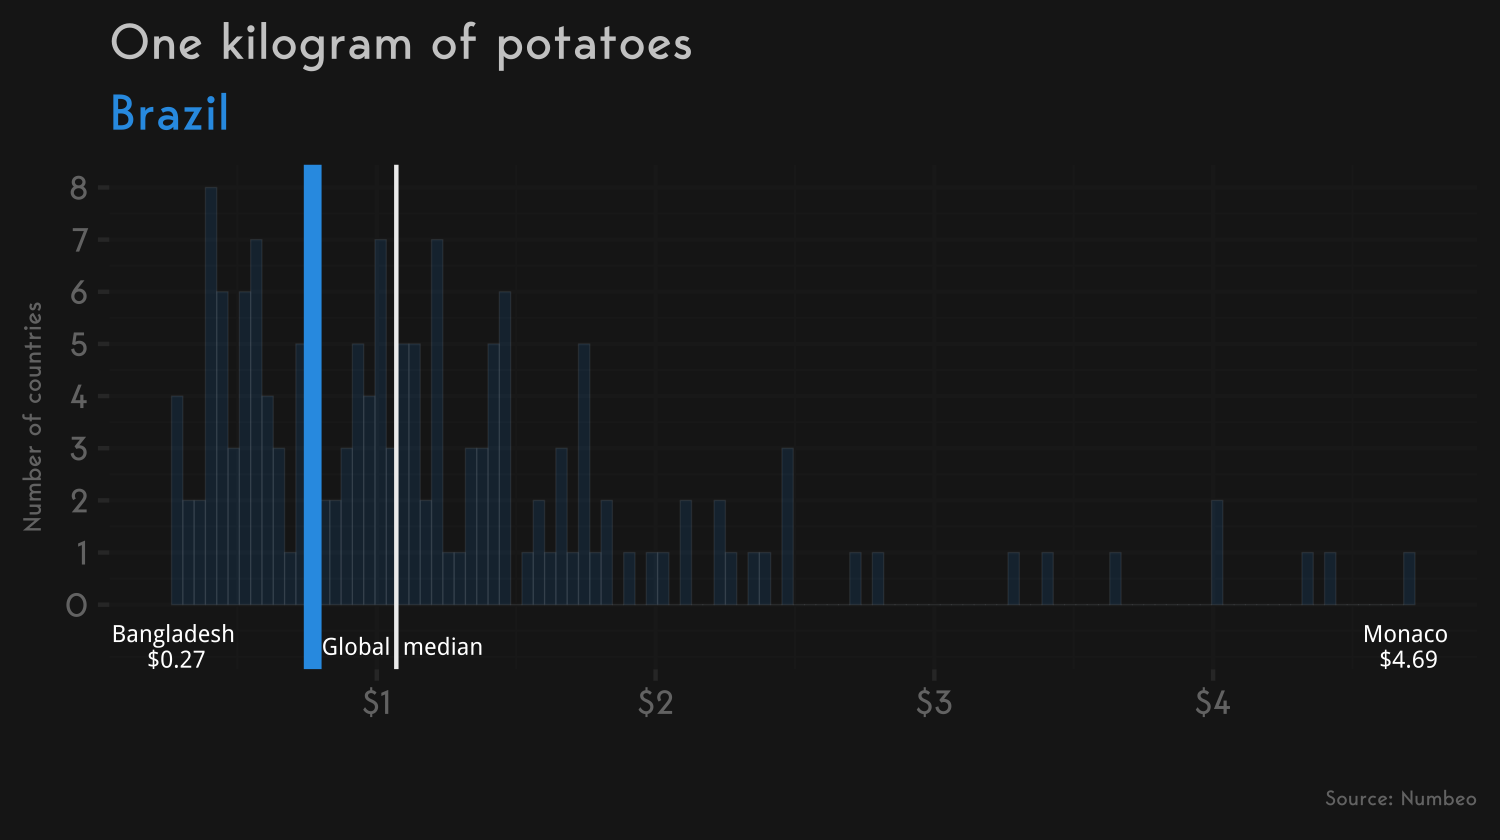 One kilogram of potatoes
Brazil
Number of countries
8
7
6
5
4
3
2
1
0
Bangladesh
$0.27
Global median
Monaco
$4.69
$1 $2 $3 $4
Source: Numbeo